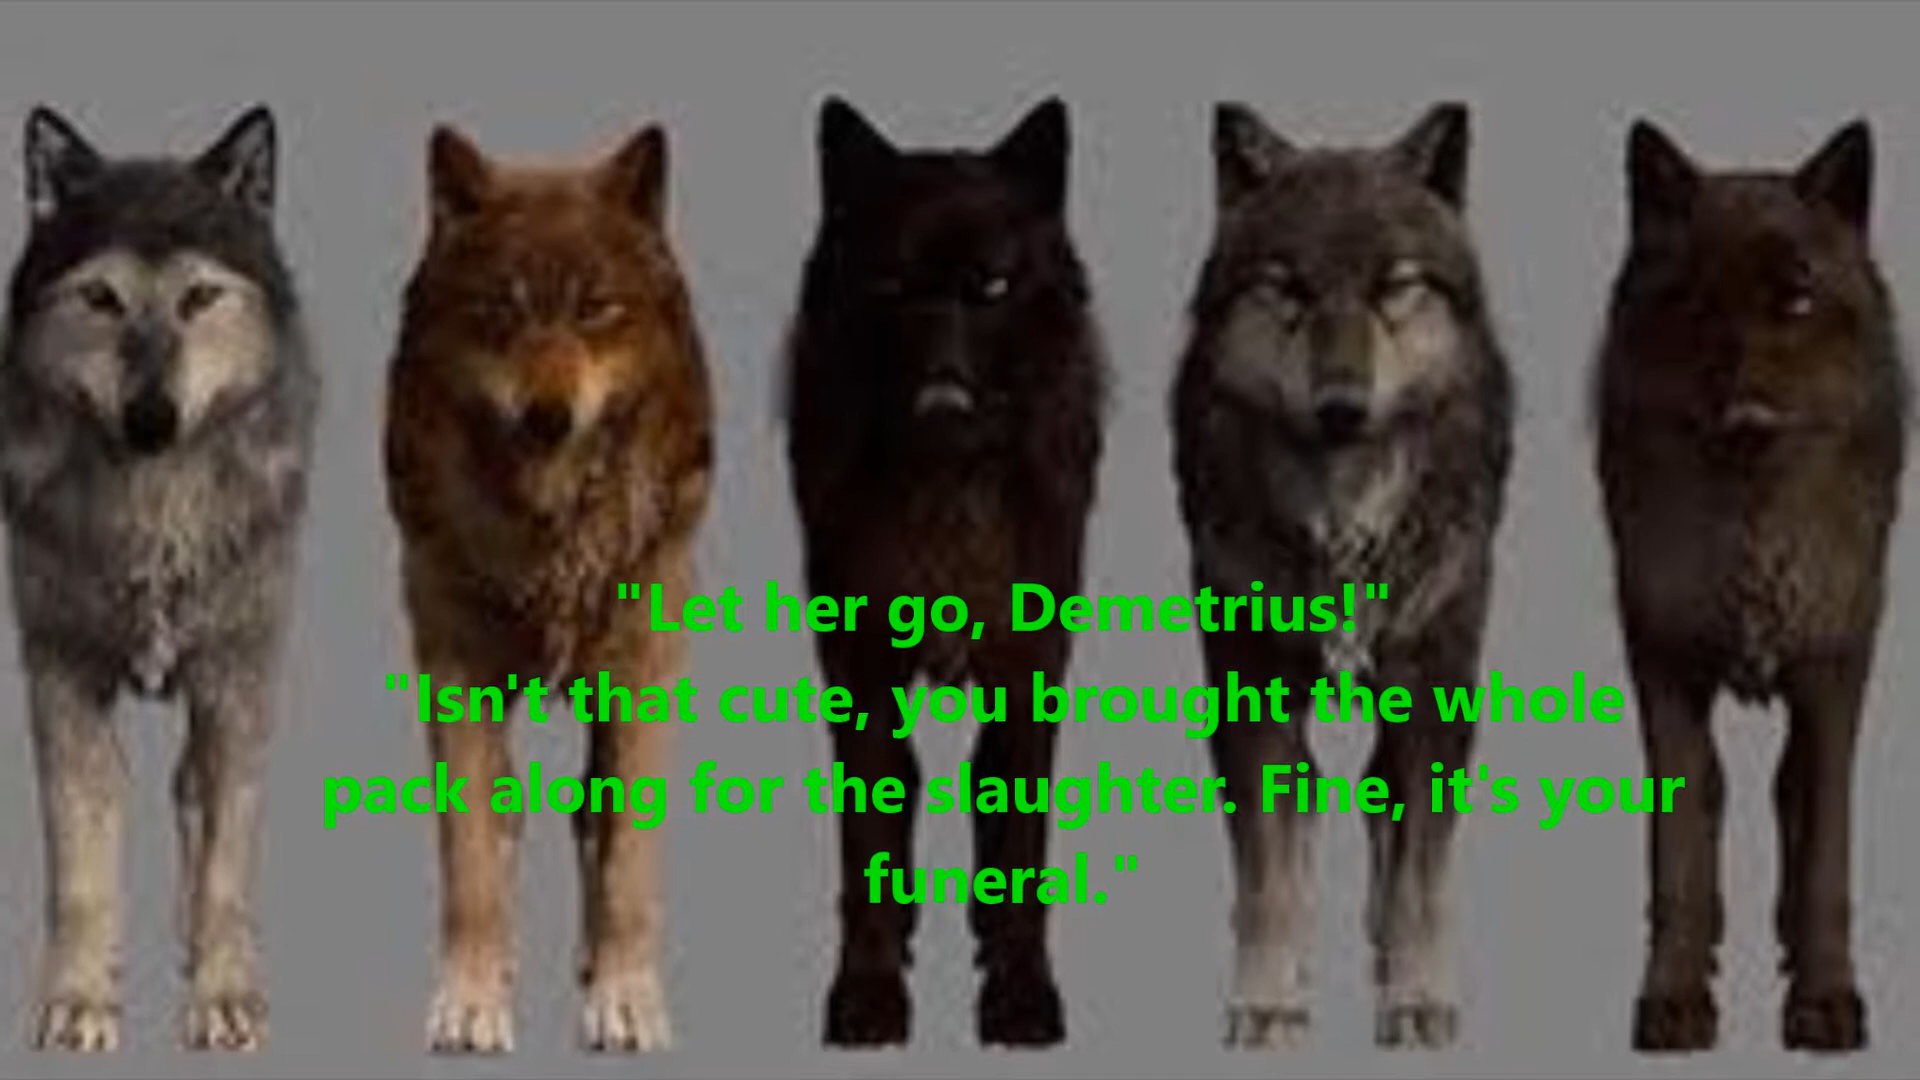 "Let her go, Demetrius!"
"Isn't that cute, you brought the whole
pack along for the slaughter. Fine, it's your
funeral."